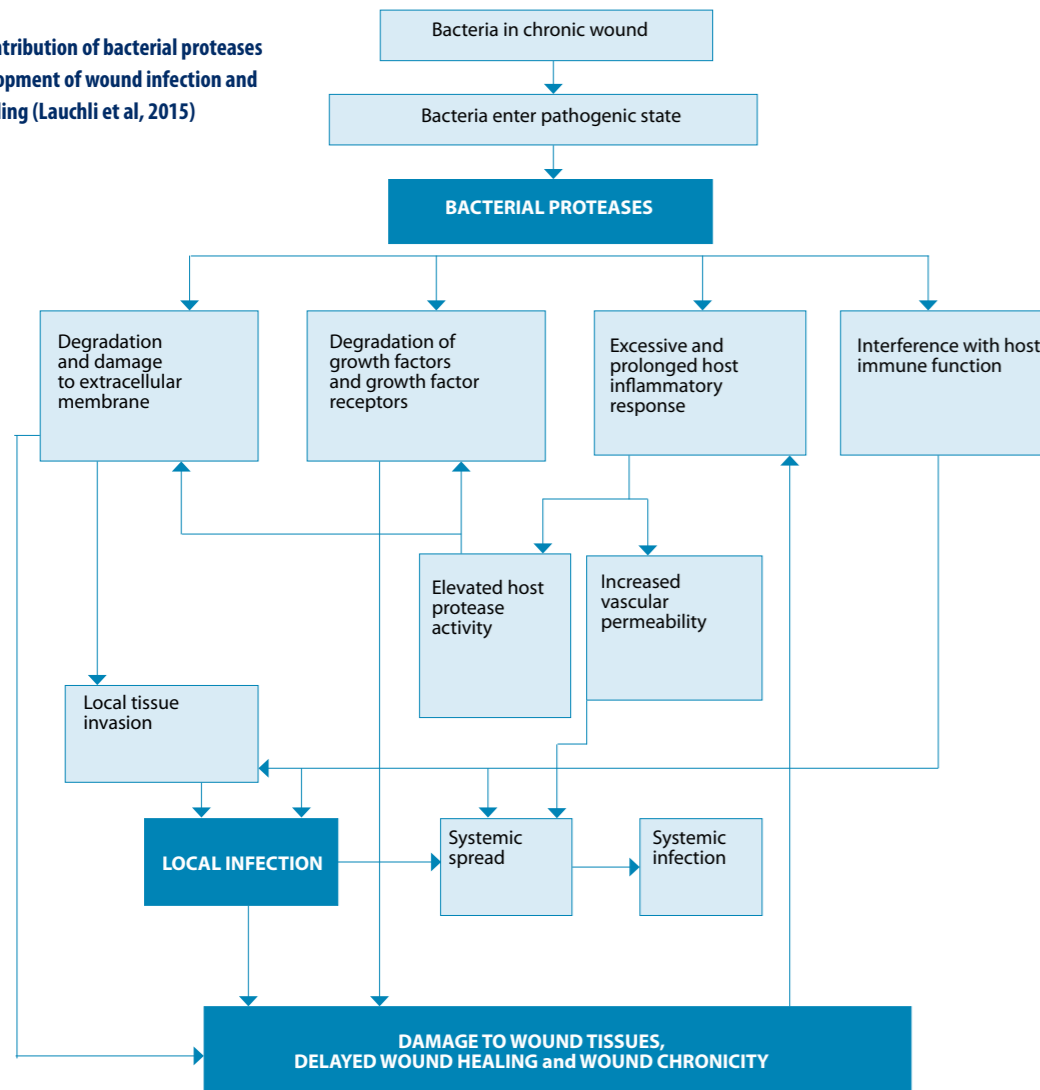 ntribution of bacterial proteases
opment of wound infection and
ling (Lauchli et al, 2015)
Bacteria in chronic wound
Bacteria enter pathogenic state
BACTERIAL PROTEASES
Degradation
and damage
to extracellular
membrane
Degradation of
growth factors
and growth factor
receptors
Excessive and
prolonged host
inflammatory
response
Interference with host
immune function
Elevated host
protease
activity
Increased
vascular
permeability
Local tissue
invasion
LOCAL INFECTION
Systemic
spread
Systemic
infection
DAMAGE TO WOUND TISSUES,
DELAYED WOUND HEALING and WOUND CHRONICITY